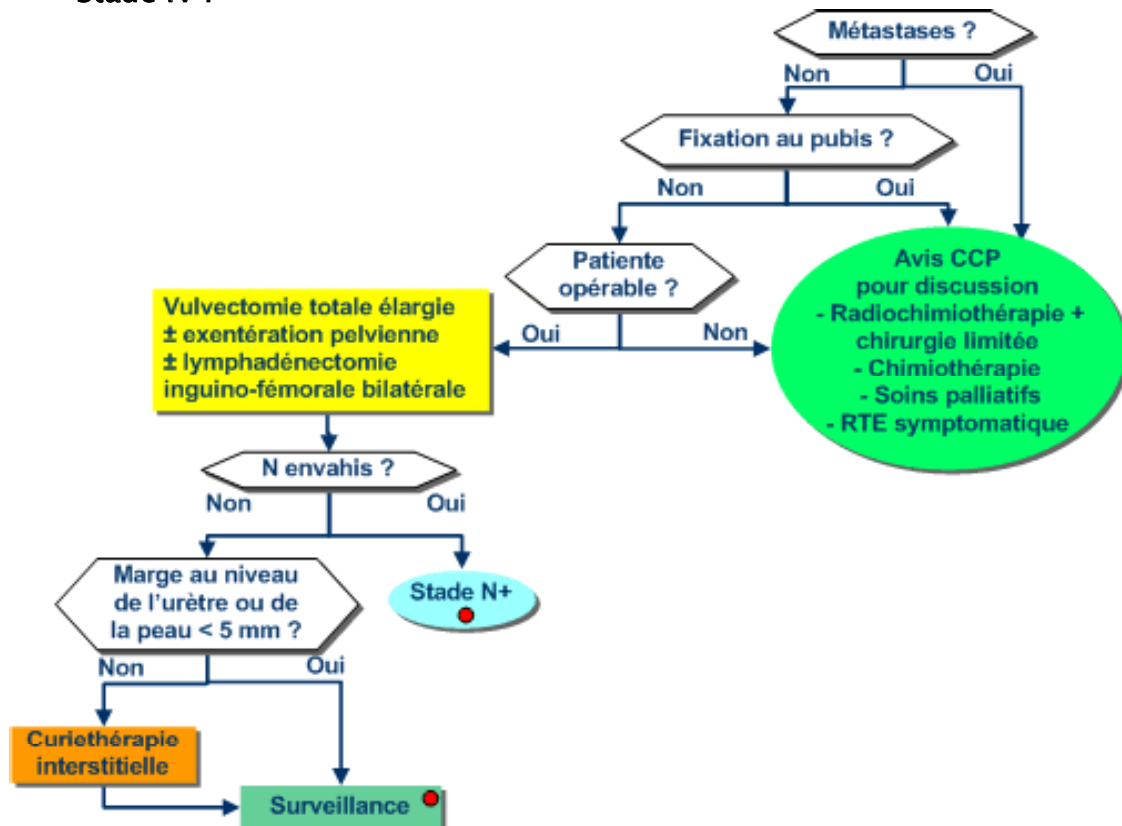 Métastases ?
Non
Oui
Fixation au pubis ?
Non
Oui
Patiente
opérable ?
Avis CCP
pour discussion
- Radiochimiothérapie +
chirurgie limitée
- Chimiothérapie
- Soins palliatifs
- RTE symptomatique
Oui
Non
Vulvectomie totale élargie
± exentération pelvienne
± lymphadénectomie
inguino-fémorale bilatérale
N envahis ?
Non
Oui
Marge au niveau
de l'urètre ou de
la peau < 5 mm ?
Stade N+
Non
Oui
Curiethérapie
interstitielle
Surveillance